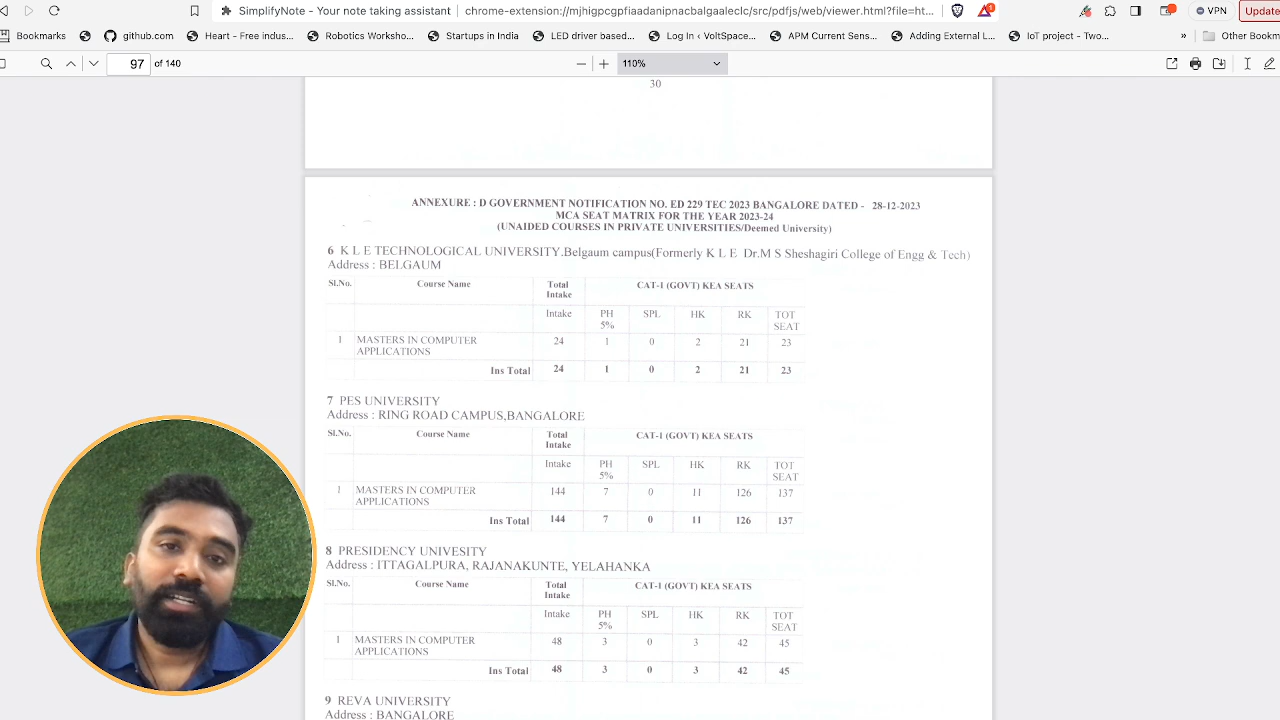 SimplifyNote - Your note taking assistant chrome-extension://mjhigpcgpfiaadanipnacbalgaaleclc/src/pdfjs/web/viewer.html?file=ht... 1 VPN Update
Bookmarks github.com Heart - Free indus... Robotics Worksho... Startups in India LED driver based... Log In ‹ VoltSpace... APM Current Sens... Adding External L... IoT project - Two... » Other Bookm
97 of 140 110%
30
ANNEXURE : D GOVERNMENT NOTIFICATION NO. ED 229 TEC 2023 BANGALORE DATED - 28-12-2023
MCA SEAT MATRIX FOR THE YEAR 2023-24
(UNAIDED COURSES IN PRIVATE UNIVERSITIES/Deemed University)
6 K L E TECHNOLOGICAL UNIVERSITY.Belgaum campus(Formerly K L E Dr.M S Sheshagiri College of Engg & Tech)
Address : BELGAUM
Sl.No. Course Name Total Intake CAT-1 (GOVT) KEA SEATS
Intake PH 5% SPL HK RK TOT SEAT
1 MASTERS IN COMPUTER APPLICATIONS 24 1 0 2 21 23
Ins Total 24 1 0 2 21 23
7 PES UNIVERSITY
Address : RING ROAD CAMPUS,BANGALORE
Sl.No. Course Name Total Intake CAT-1 (GOVT) KEA SEATS
Intake PH 5% SPL HK RK TOT SEAT
1 MASTERS IN COMPUTER APPLICATIONS 144 7 0 11 126 137
Ins Total 144 7 0 11 126 137
8 PRESIDENCY UNIVESITY
Address : ITTAGALPURA, RAJANAKUNTE, YELAHANKA
Sl.No. Course Name Total Intake CAT-1 (GOVT) KEA SEATS
Intake PH 5% SPL HK RK TOT SEAT
1 MASTERS IN COMPUTER APPLICATIONS 48 3 0 3 42 45
Ins Total 48 3 0 3 42 45
9 REVA UNIVERSITY
Address : BANGALORE